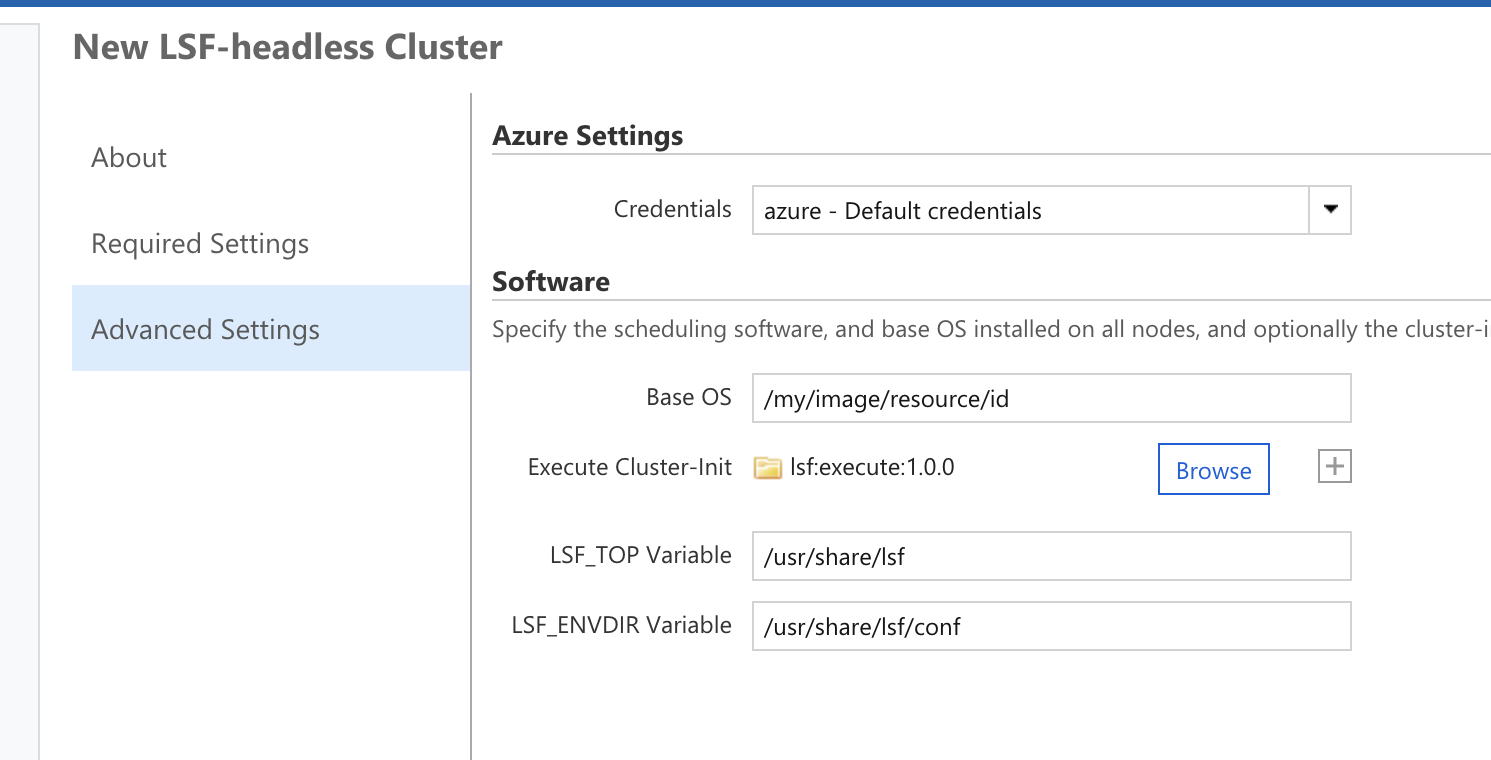 New LSF-headless Cluster
About
Required Settings
Advanced Settings
Azure Settings
Credentials azure - Default credentials
Software
Specify the scheduling software, and base OS installed on all nodes, and optionally the cluster-i
Base OS /my/image/resource/id
Execute Cluster-Init lsf:execute:1.0.0 Browse
LSF_TOP Variable /usr/share/lsf
LSF_ENVDIR Variable /usr/share/lsf/conf